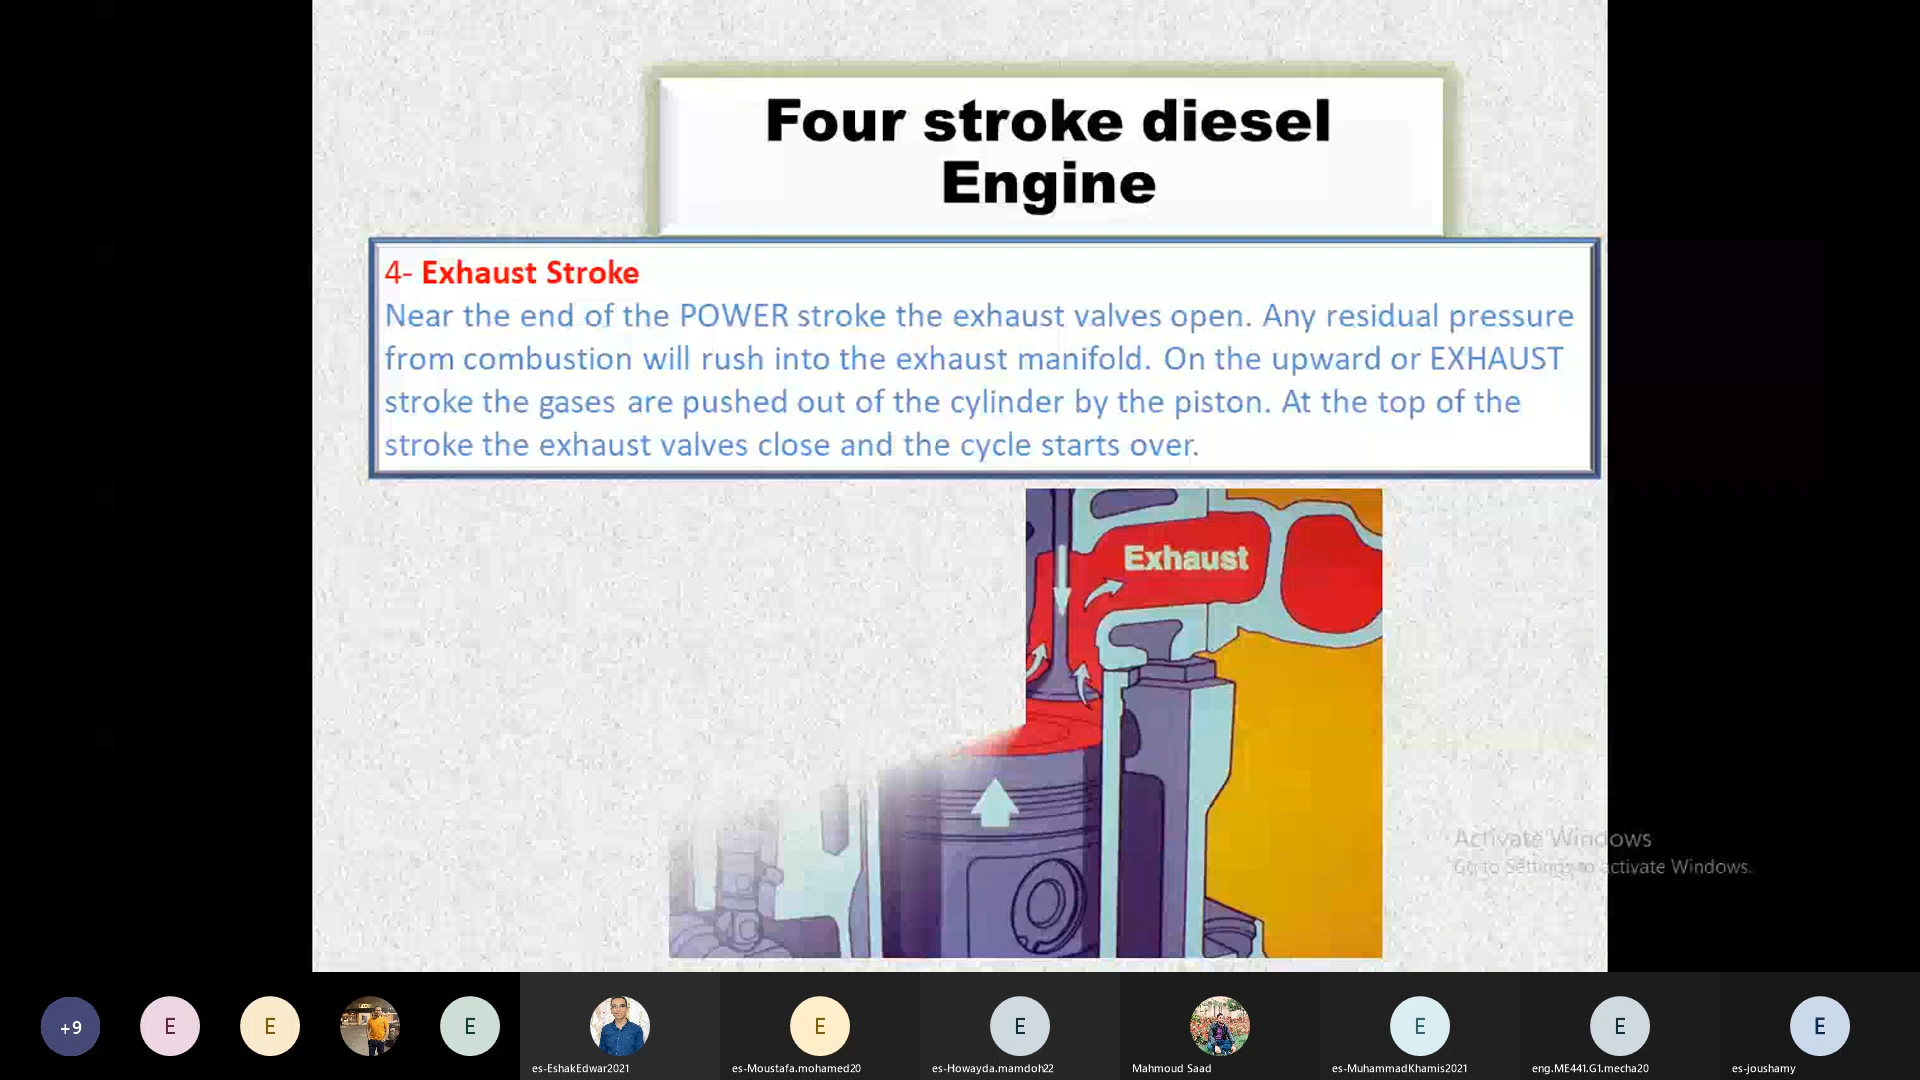 Four stroke diesel
Engine
4- Exhaust Stroke
Near the end of the POWER stroke the exhaust valves open. Any residual pressure
from combustion will rush into the exhaust manifold. On the upward or EXHAUST
stroke the gases are pushed out of the cylinder by the piston. At the top of the
stroke the exhaust valves close and the cycle starts over.
Exhaust
Activate Windows
Go to Settings to activate Windows.
+9
E
E
E
E
E
E
E
E
es-EshakEdwar2021
es-Moustafa.mohamed20
es-Howayda.mamdoh22
Mahmoud Saad
es-MuhammadKhamis2021
eng.ME441.G1.mecha20
es-joushamy